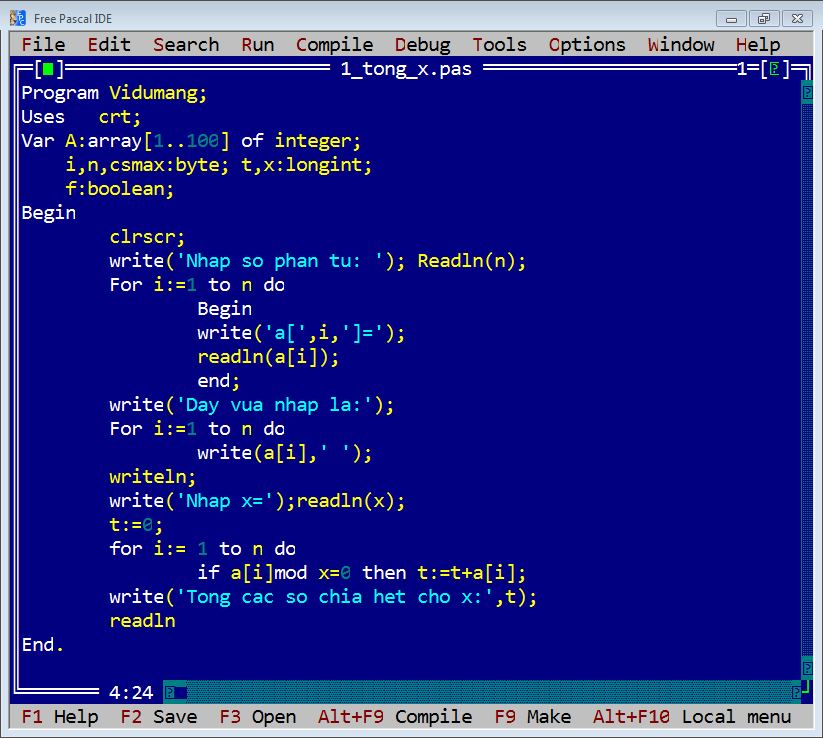 Free Pascal IDE
File Edit Search Run Compile Debug Tools Options Window Help
1_tong_x.pas 1=[?]
Program Vidumang;
Uses   crt;
Var A:array[1..100] of integer;
    i,n,csmax:byte; t,x:longint;
    f:boolean;
Begin
        clrscr;
        write('Nhap so phan tu: '); Readln(n);
        For i:=1 to n do
                Begin
                write('a[',i,']=');
                readln(a[i]);
                end;
        write('Day vua nhap la:');
        For i:=1 to n do
                write(a[i],' ');
        writeln;
        write('Nhap x=');readln(x);
        t:=0;
        for i:= 1 to n do
                if a[i]mod x=0 then t:=t+a[i];
        write('Tong cac so chia het cho x:',t);
        readln
End.
4:24
F1 Help F2 Save F3 Open Alt+F9 Compile F9 Make Alt+F10 Local menu